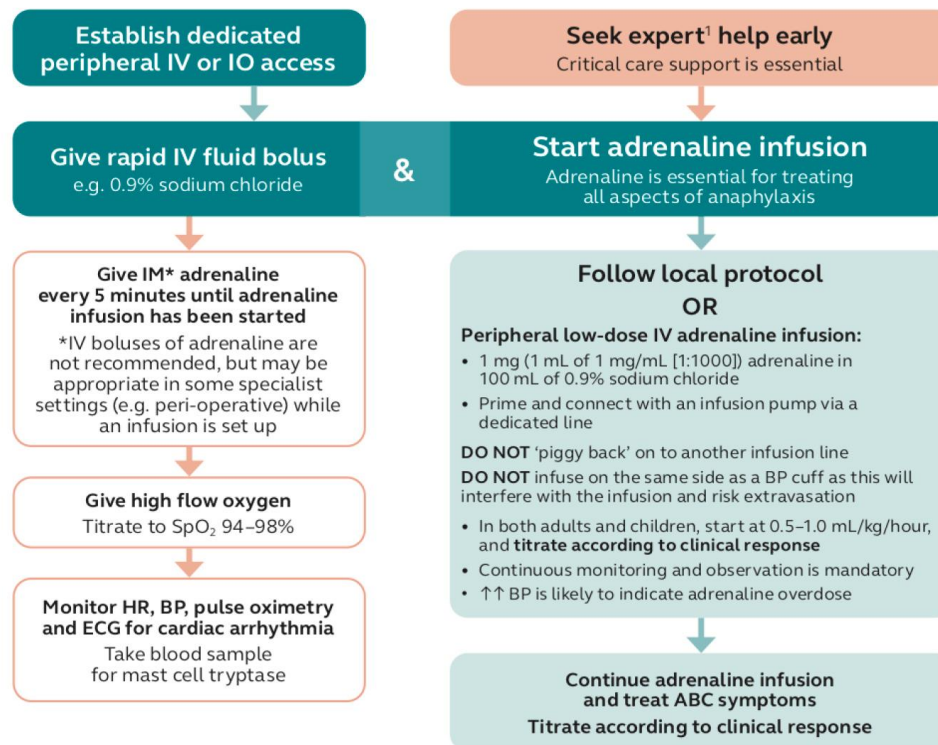 Establish dedicated
peripheral IV or IO access
Seek expert¹ help early
Critical care support is essential
Give rapid IV fluid bolus
e.g. 0.9% sodium chloride
&
Start adrenaline infusion
Adrenaline is essential for treating
all aspects of anaphylaxis
Give IM* adrenaline
every 5 minutes until adrenaline
infusion has been started
*IV boluses of adrenaline are
not recommended, but may be
appropriate in some specialist
settings (e.g. peri-operative) while
an infusion is set up
Give high flow oxygen
Titrate to SpO₂ 94–98%
Monitor HR, BP, pulse oximetry
and ECG for cardiac arrhythmia
Take blood sample
for mast cell tryptase
Follow local protocol
OR
Peripheral low-dose IV adrenaline infusion:
• 1 mg (1 mL of 1 mg/mL [1:1000]) adrenaline in
100 mL of 0.9% sodium chloride
• Prime and connect with an infusion pump via a
dedicated line
DO NOT ‘piggy back’ on to another infusion line
DO NOT infuse on the same side as a BP cuff as this will
interfere with the infusion and risk extravasation
• In both adults and children, start at 0.5–1.0 mL/kg/hour,
and titrate according to clinical response
• Continuous monitoring and observation is mandatory
• ↑↑ BP is likely to indicate adrenaline overdose
Continue adrenaline infusion
and treat ABC symptoms
Titrate according to clinical response